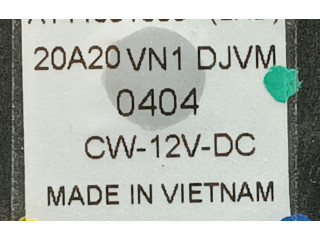 20A20 VN1 DJVM
0404
CW-12V-DC
MADE IN VIETNAM